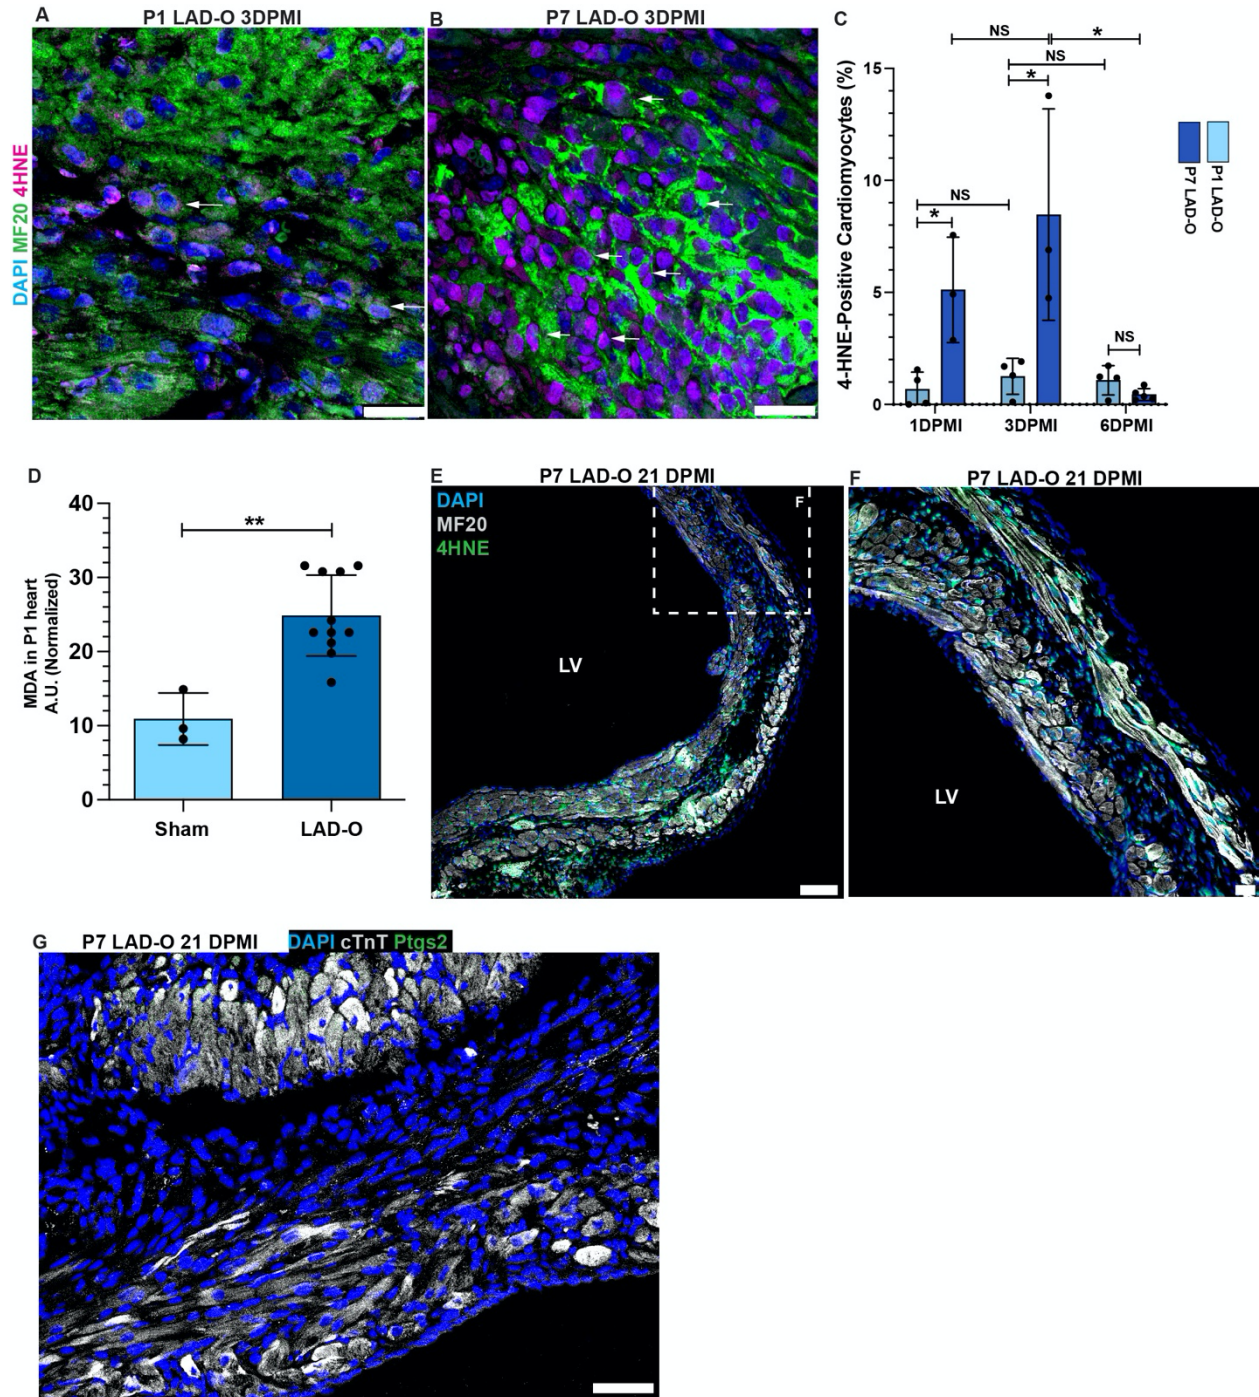 A P1 LAD-O 3DPMI
DAPI MF20 4HNE
B P7 LAD-O 3DPMI
C
4-HNE-Positive Cardiomyocytes (%)
15
10
5
0
NS *
NS
*
NS
*
NS
1DPMI 3DPMI 6DPMI
P7 LAD-O
P1 LAD-O
D
MDA in P1 heart
A.U. (Normalized)
40
30
20
10
0
**
Sham LAD-O
E P7 LAD-O 21 DPMI
DAPI
MF20
4HNE
F
LV
F P7 LAD-O 21 DPMI
LV
G P7 LAD-O 21 DPMI DAPI cTnT Ptgs2